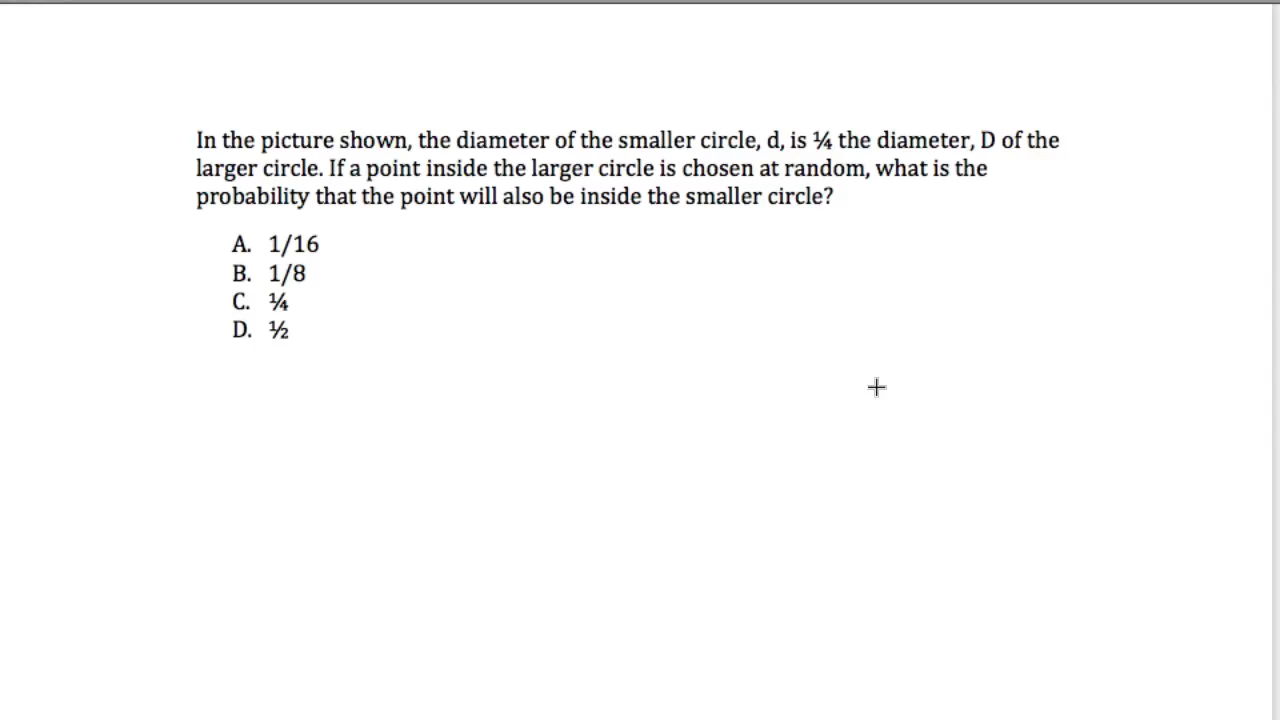 In the picture shown, the diameter of the smaller circle, d, is ¼ the diameter, D of the
larger circle. If a point inside the larger circle is chosen at random, what is the
probability that the point will also be inside the smaller circle?
A. 1/16
B. 1/8
C. ¼
D. ½